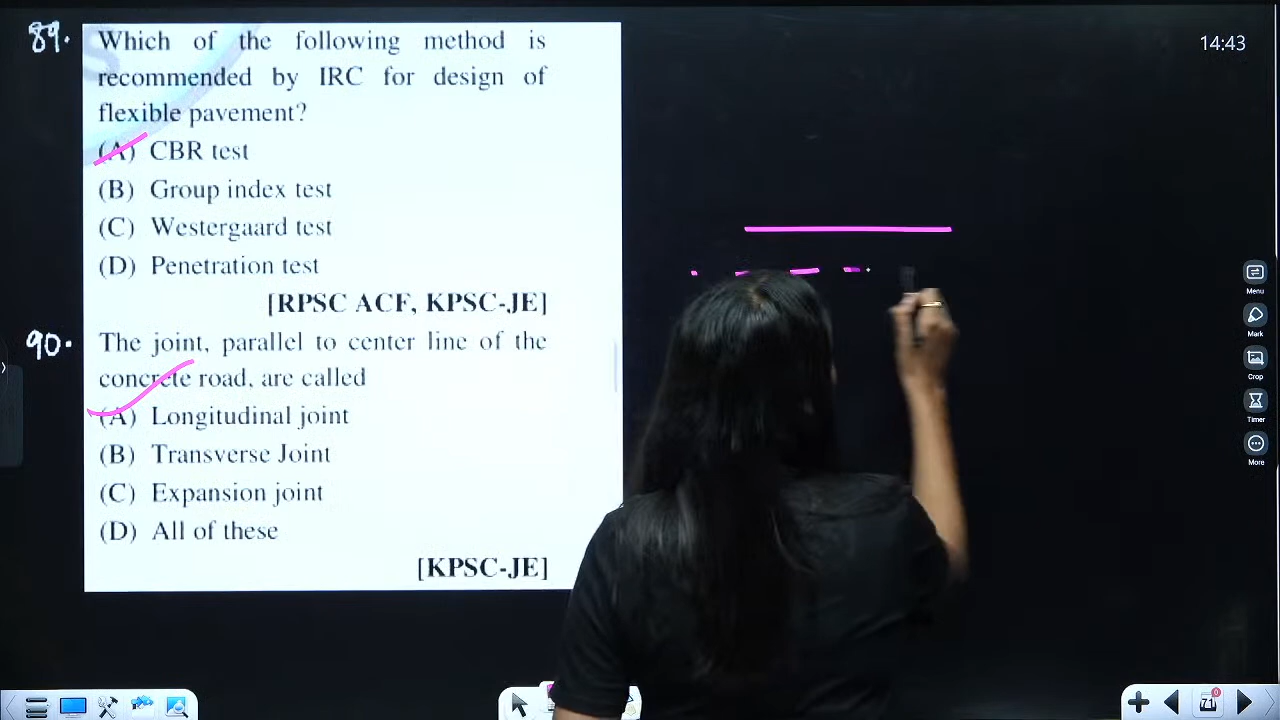 89.
Which of the following method is
recommended by IRC for design of
flexible pavement?
(A) CBR test
(B) Group index test
(C) Westergaard test
(D) Penetration test
[RPSC ACF, KPSC-JE]
90.
The joint, parallel to center line of the
concrete road, are called
(A) Longitudinal joint
(B) Transverse Joint
(C) Expansion joint
(D) All of these
[KPSC-JE]
14:43
Menu
Mark
Crop
Timer
More
71
0